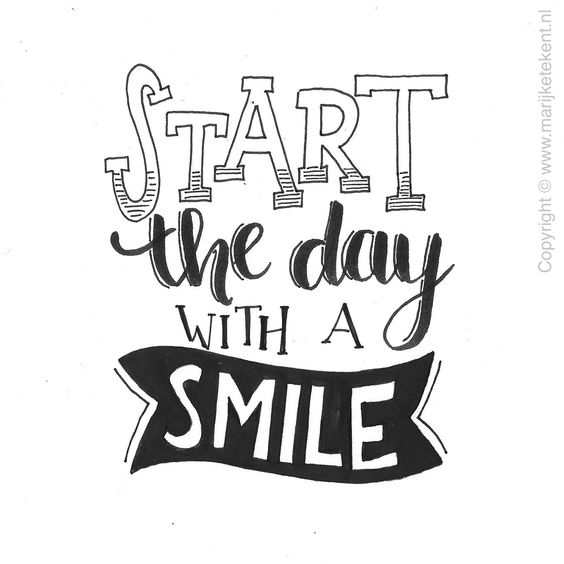 START
the day
WITH A
SMILE
Copyright © www.marijketekent.nl